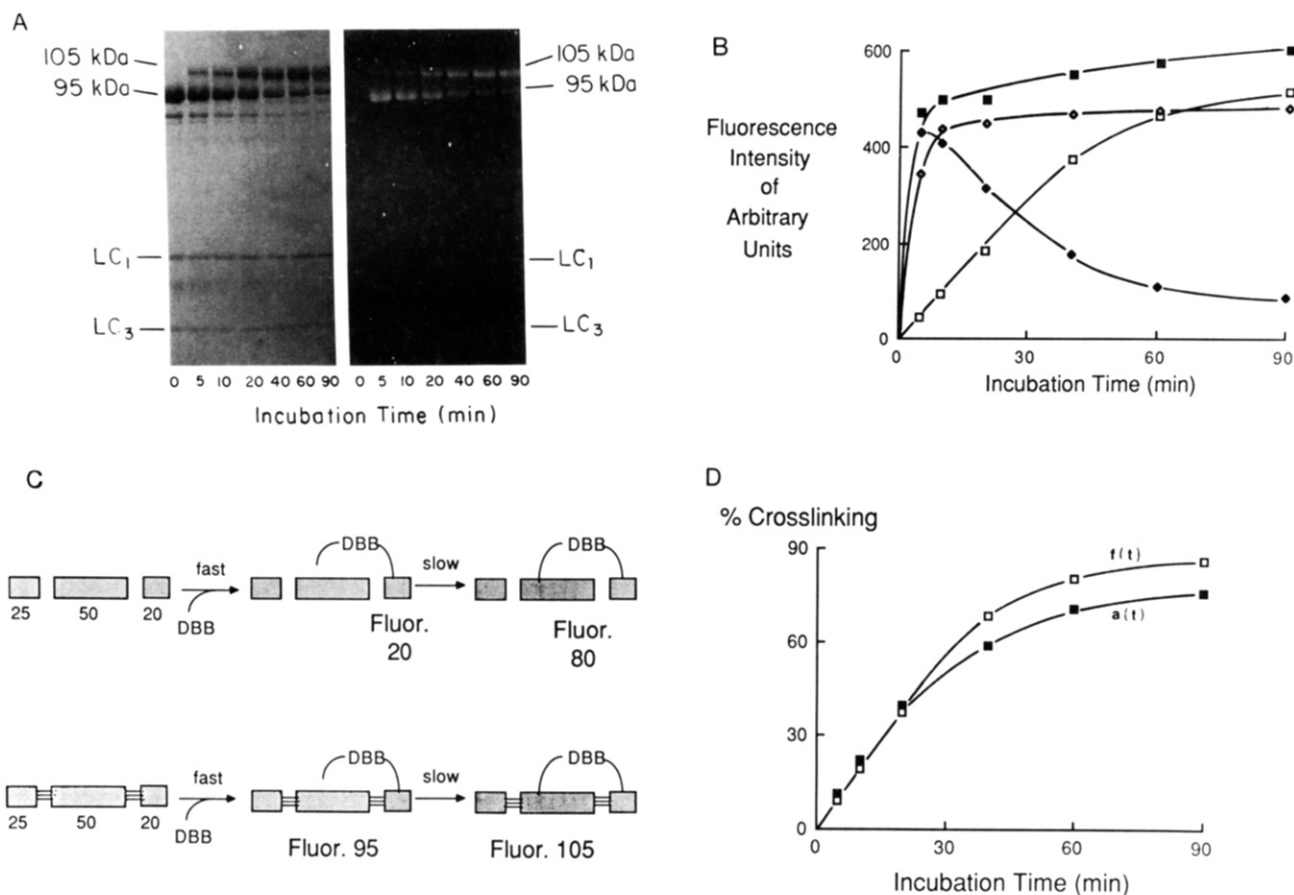 A
105 kDa
95 kDa
LC1
LC3
105 kDa
95 kDa
LC1
LC3
0 5 10 20 40 60 90 0 5 10 20 40 60 90
Incubation Time (min)
B
Fluorescence
Intensity
of
Arbitrary
Units
600
400
200
0
0 30 60 90
Incubation Time (min)
C
25 50 20
fast
DBB
DBB
Fluor.
20
slow
DBB
Fluor.
80
25 50 20
fast
DBB
DBB
Fluor. 95
slow
DBB
Fluor. 105
D
% Crosslinking
90
60
30
0
f(t)
a(t)
0 30 60 90
Incubation Time (min)